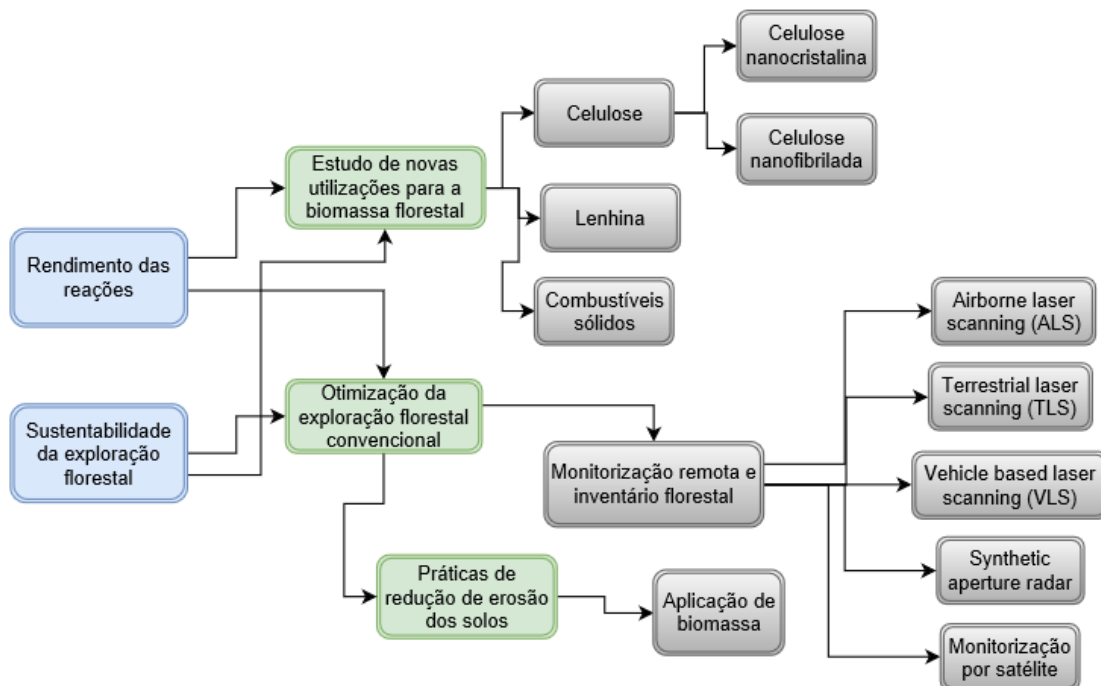 Celulose
nanocristalina
Celulose
Celulose
nanofibrilada
Estudo de novas
utilizações para a
biomassa florestal
Lenhina
Rendimento das
reações
Combustíveis
sólidos
Airborne laser
scanning (ALS)
Terrestrial laser
scanning (TLS)
Otimização da
exploração florestal
convencional
Sustentabilidade
da exploração
florestal
Monitorização remota e
inventário florestal
Vehicle based laser
scanning (VLS)
Synthetic
aperture radar
Práticas de
redução de erosão
dos solos
Aplicação de
biomassa
Monitorização
por satélite